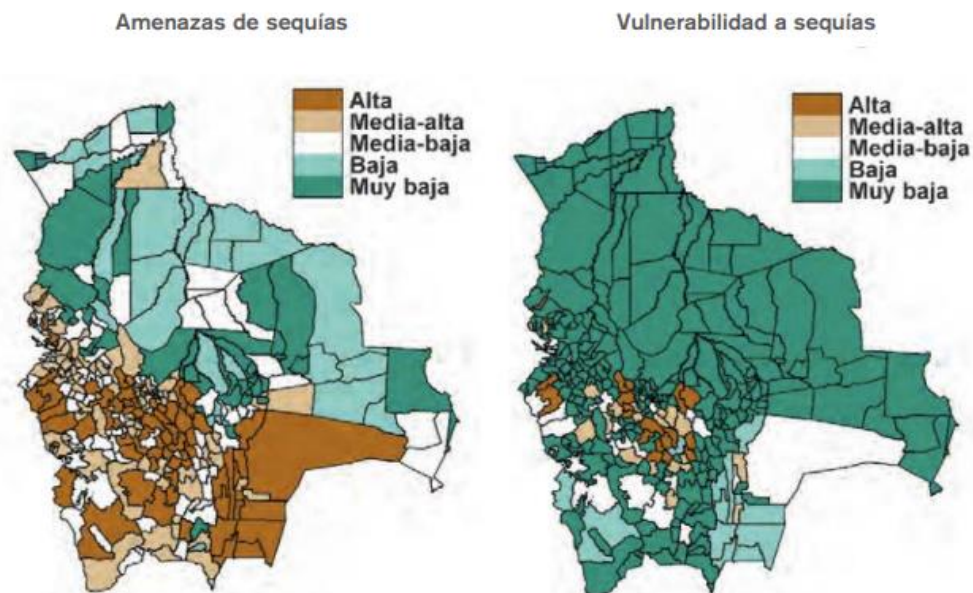 Amenazas de sequías
Vulnerabilidad a sequías
Alta
Media-alta
Media-baja
Baja
Muy baja
Alta
Media-alta
Media-baja
Baja
Muy baja